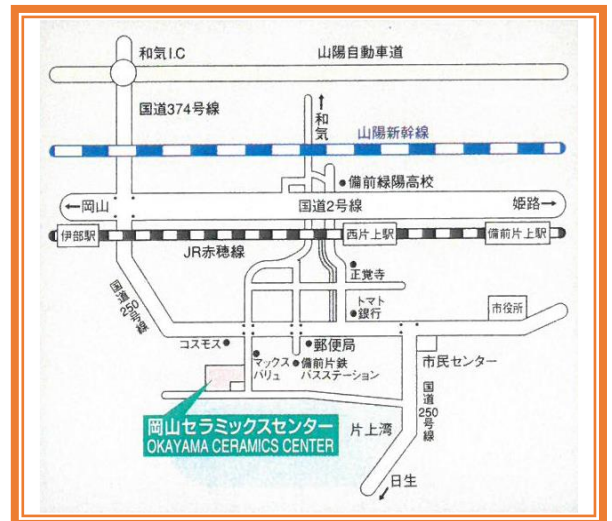 和気I.C
山陽自動車道
国道374号線
↑
和気
山陽新幹線
備前緑陽高校
←岡山
国道2号線
姫路→
伊部駅
西片上駅
備前片上駅
JR赤穂線
正覚寺
国道250号線
トマト
銀行
市役所
コスモス
郵便局
マックス
バリュ
備前片鉄
バスステーション
市民センター
国道250号線
岡山セラミックスセンター
OKAYAMA CERAMICS CENTER
片上湾
日生